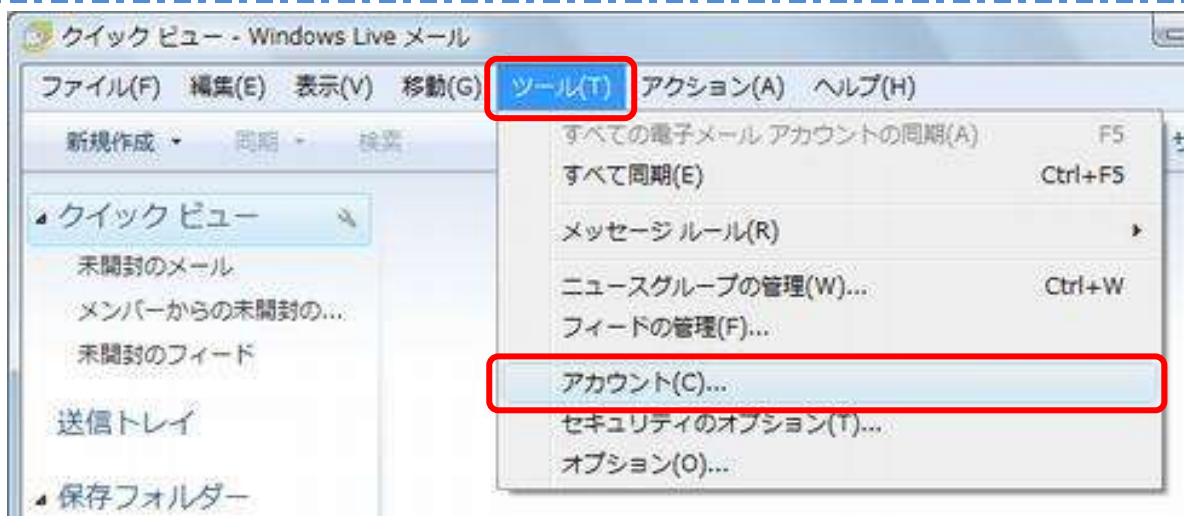 クイック ビュー - Windows Live メール
ファイル(F) 編集(E) 表示(V) 移動(G) ツール(T) アクション(A) ヘルプ(H)
新規作成 同期 検索
すべての電子メール アカウントの同期(A) F5
すべて同期(E) Ctrl+F5
メッセージ ルール(R)
ニュースグループの管理(W)... Ctrl+W
フィードの管理(F)...
アカウント(C)...
セキュリティのオプション(T)...
オプション(O)...
クイック ビュー
未開封のメール
メンバーからの未開封の...
未開封のフィード
送信トレイ
保存フォルダー